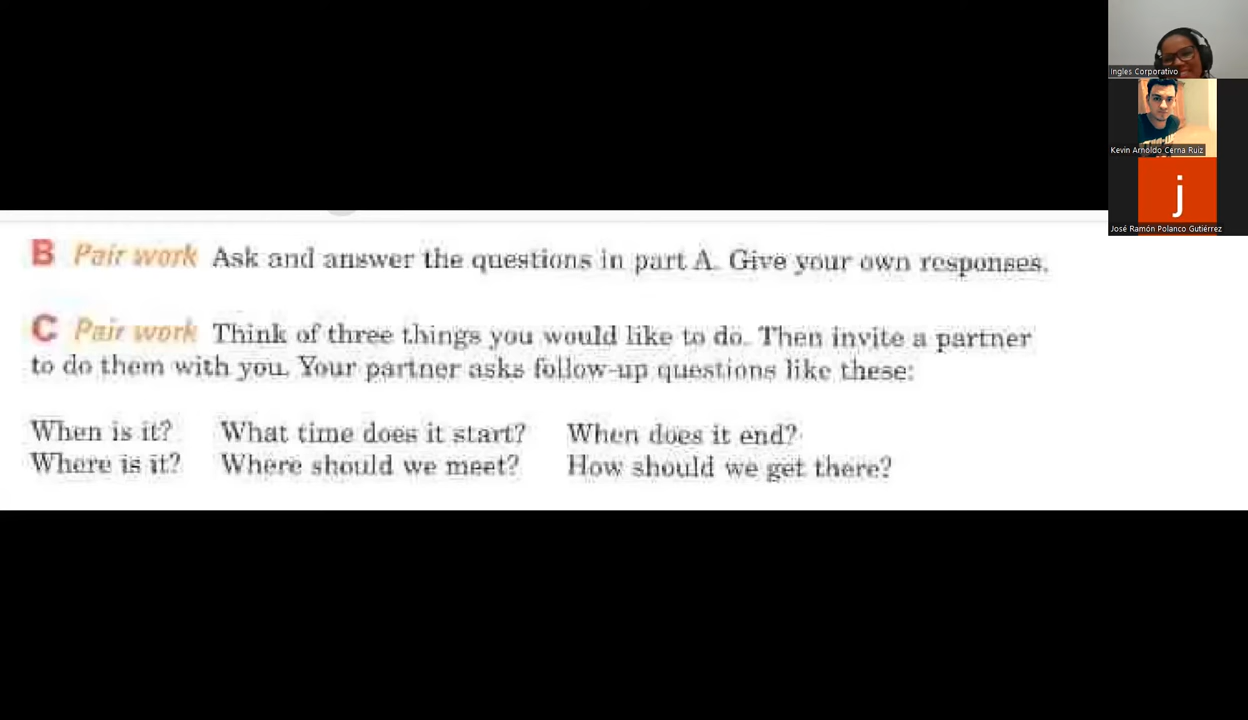 Ingles Corporativo
Kevin Arnoldo Cerna Ruiz
j
José Ramón Polanco Gutiérrez
B Pair work Ask and answer the questions in part A. Give your own responses.
C Pair work Think of three things you would like to do. Then invite a partner
to do them with you. Your partner asks follow-up questions like these:
When is it? What time does it start? When does it end?
Where is it? Where should we meet? How should we get there?